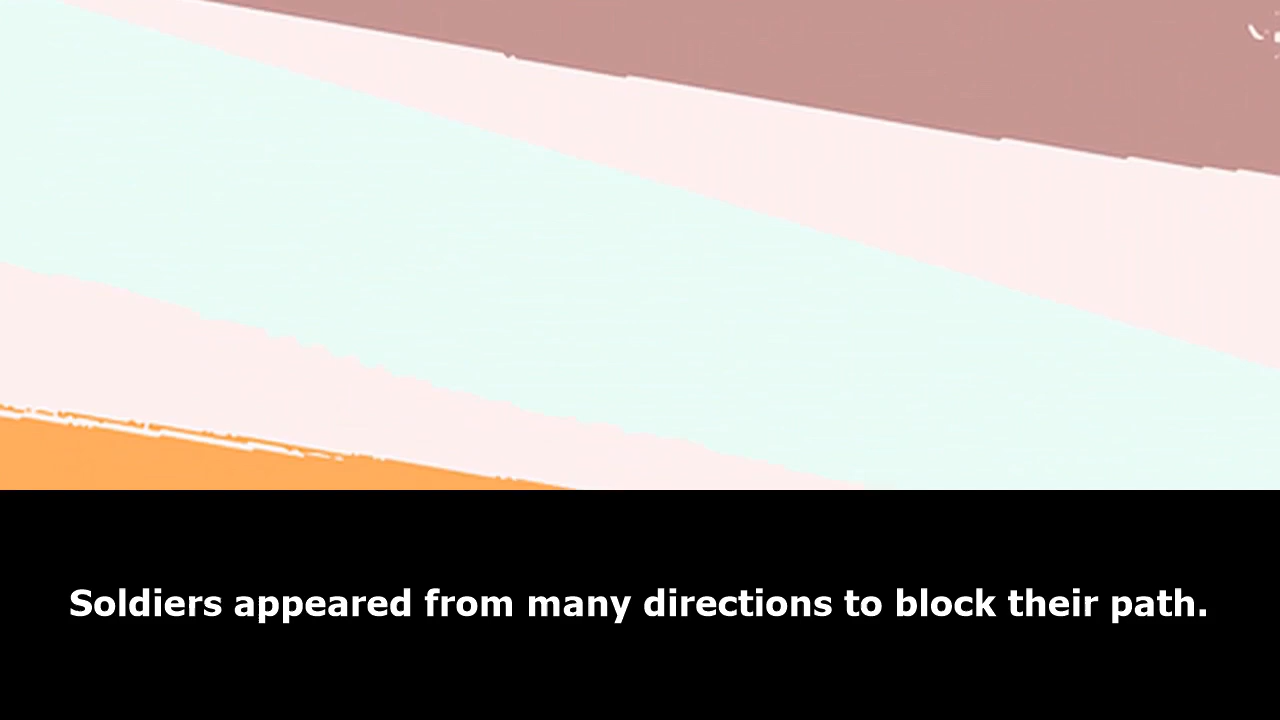 Soldiers appeared from many directions to block their path.